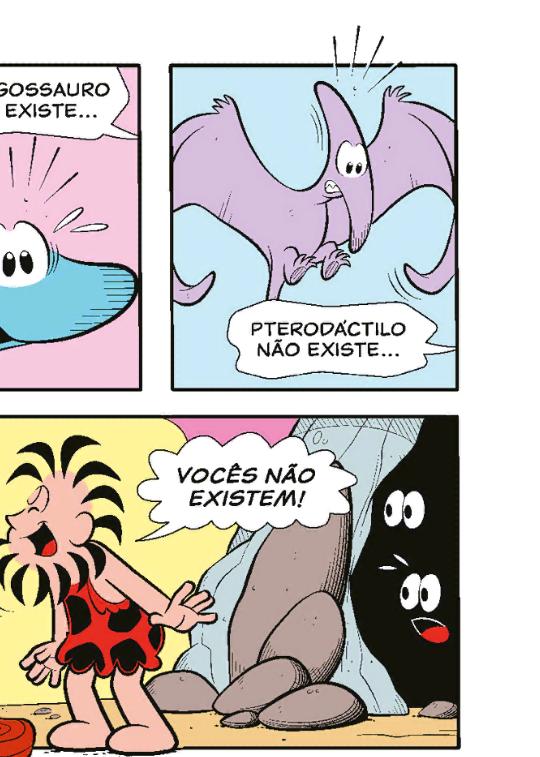 GOSSAURO
EXISTE...
PTERODÁCTILO
NÃO EXISTE...
VOCÊS NÃO
EXISTEM!